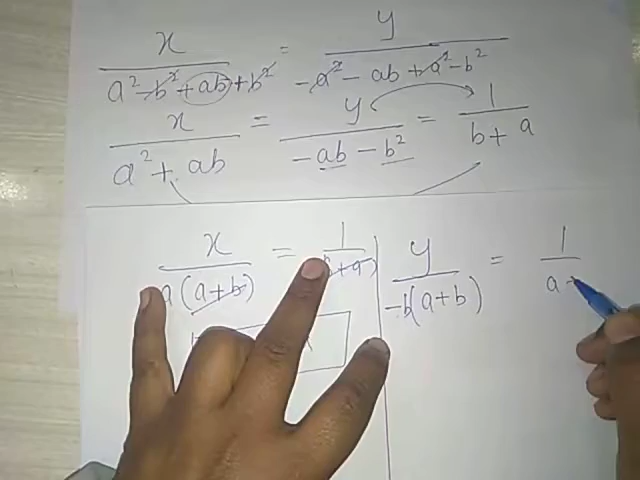 x / a² - b² + ab + b² = y / -a² - ab + a² - b²
x / a² + ab = y / -ab - b² = 1 / b + a
x / a(a+b) = 1 / b+a
y / -b(a+b) = 1 / a +